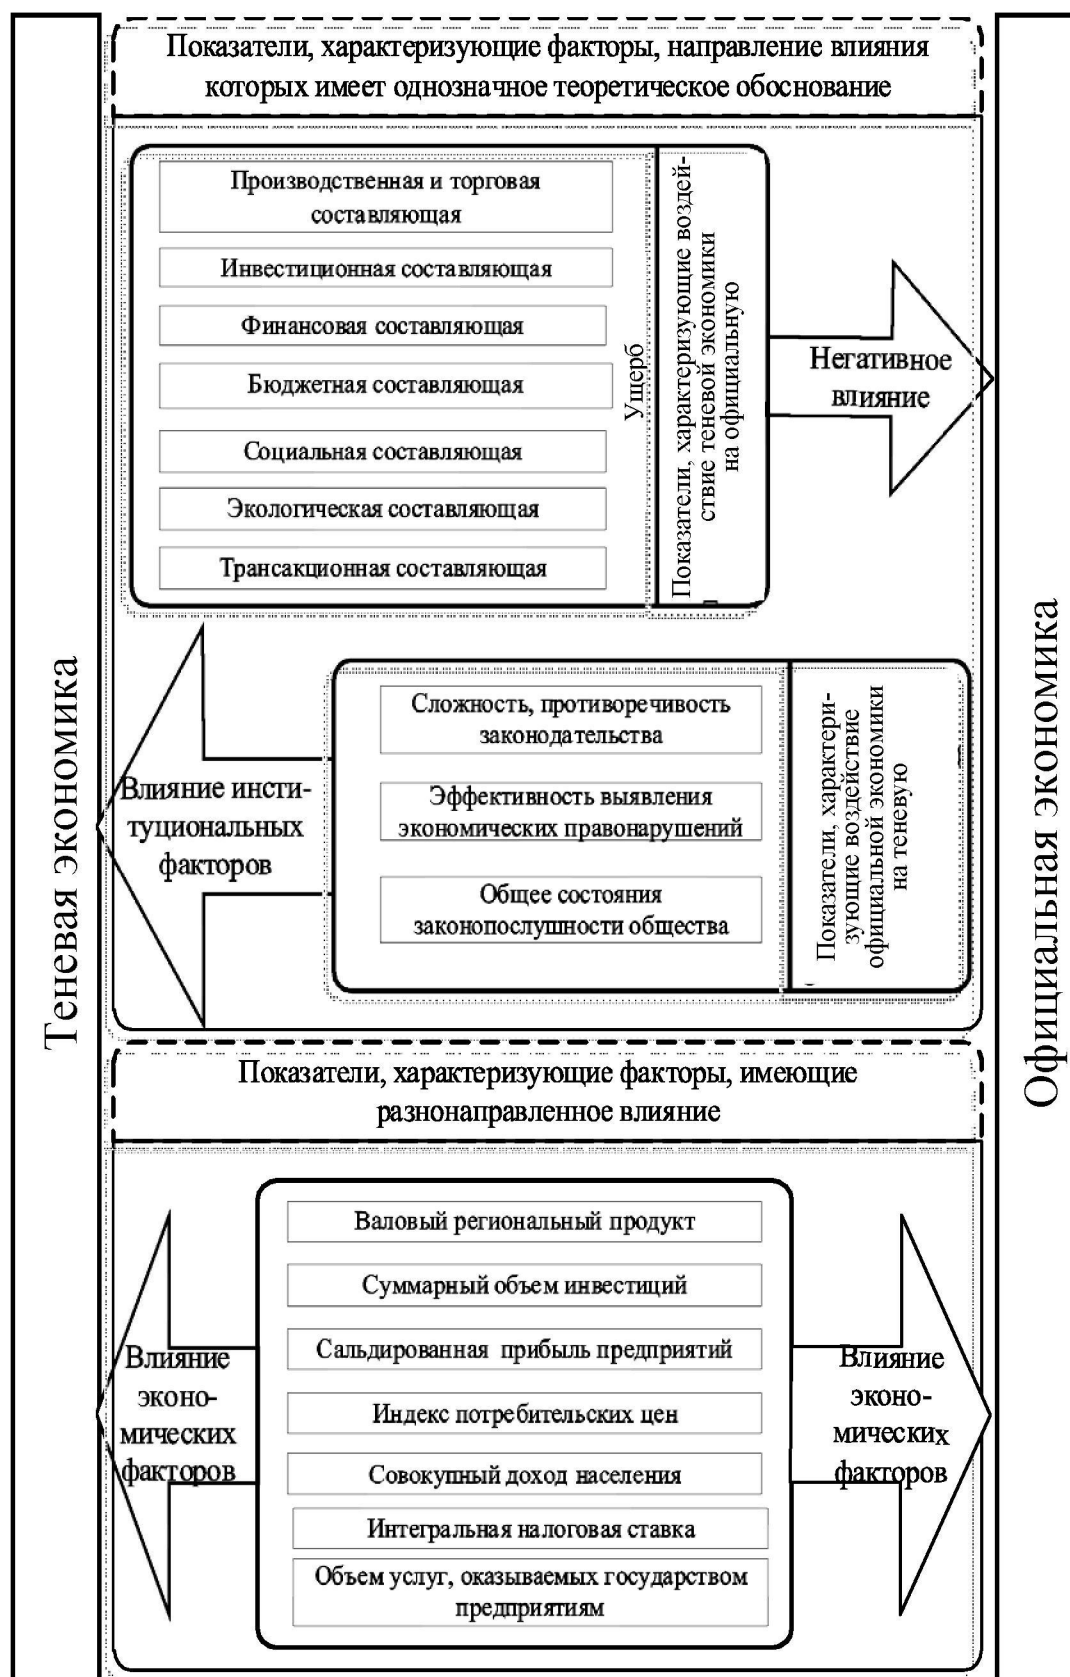 Показатели, характеризующие факторы, направление влияния
которых имеет однозначное теоретическое обоснование
Производственная и торговая
составляющая
Инвестиционная составляющая
Финансовая составляющая
Бюджетная составляющая
Социальная составляющая
Экологическая составляющая
Трансакционная составляющая
Ущерб
Показатели, характеризующие воздей-
ствие теневой экономики
на официальную
Негативное
влияние
Теневая экономика
Официальная экономика
Влияние инсти-
туциональных
факторов
Сложность, противоречивость
законодательства
Эффективность выявления
экономических правонарушений
Общее состояния
законопослушности общества
Показатели, характери-
зующие воздействие
официальной экономики
на теневую
Показатели, характеризующие факторы, имеющие
разнонаправленное влияние
Влияние
эконо-
мических
факторов
Валовый региональный продукт
Суммарный объем инвестиций
Сальдированная прибыль предприятий
Индекс потребительских цен
Совокупный доход населения
Интегральная налоговая ставка
Объем услуг, оказываемых государством
предприятиям
Влияние
эконо-
мических
факторов